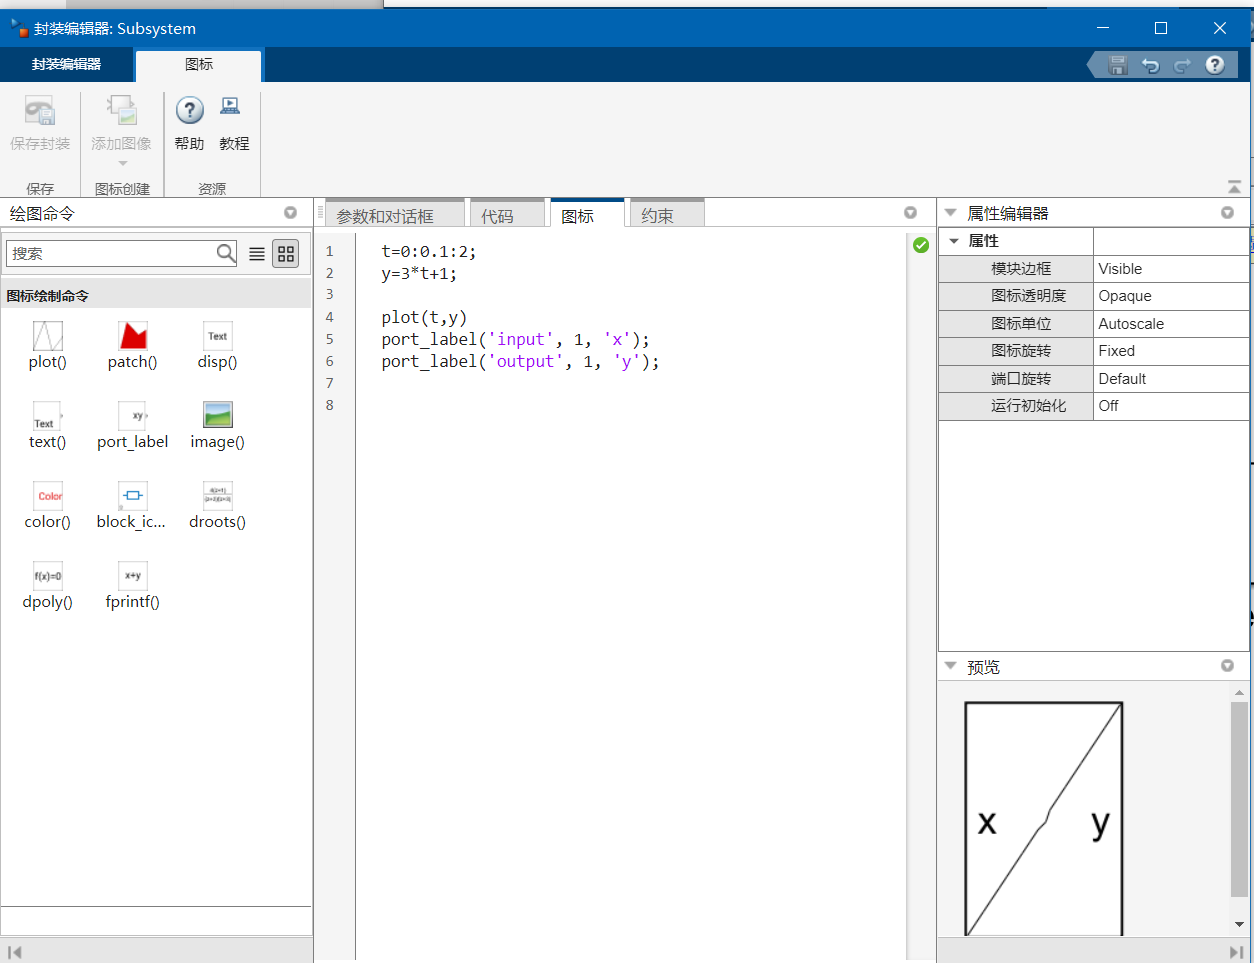 封装编辑器: Subsystem
封装编辑器
图标
保存封装
添加图像
帮助
教程
保存
图标创建
资源
绘图命令
搜索
图标绘制命令
plot()
patch()
Text
disp()
Text
text()
xy
port_label
image()
Color
color()
block_ic...
droots()
f(x)=0
dpoly()
x+y
fprintf()
参数和对话框
代码
图标
约束
1 t=0:0.1:2;
2 y=3*t+1;
3
4 plot(t,y)
5 port_label('input', 1, 'x');
6 port_label('output', 1, 'y');
7
8
属性编辑器
属性
模块边框 Visible
图标透明度 Opaque
图标单位 Autoscale
图标旋转 Fixed
端口旋转 Default
运行初始化 Off
预览
x y